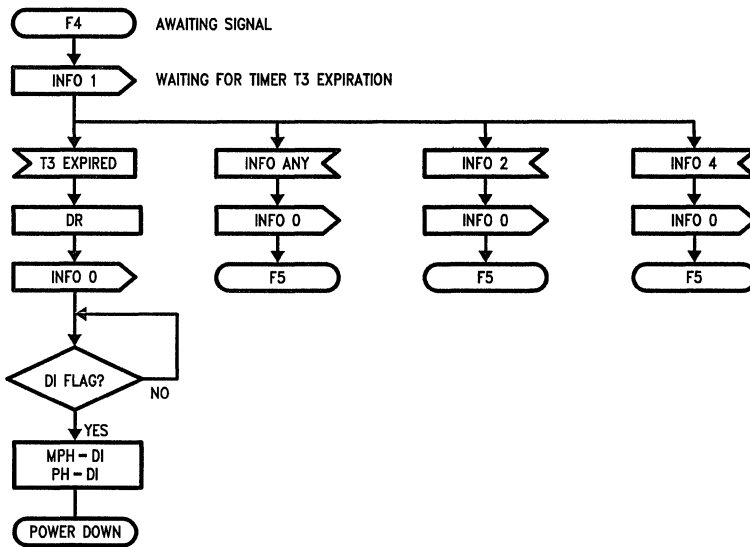 F4
AWAITING SIGNAL
INFO 1
WAITING FOR TIMER T3 EXPIRATION
T3 EXPIRED
INFO ANY
INFO 2
INFO 4
DR
INFO 0
INFO 0
INFO 0
INFO 0
F5
F5
F5
DI FLAG?
NO
YES
MPH – DI
PH – DI
POWER DOWN